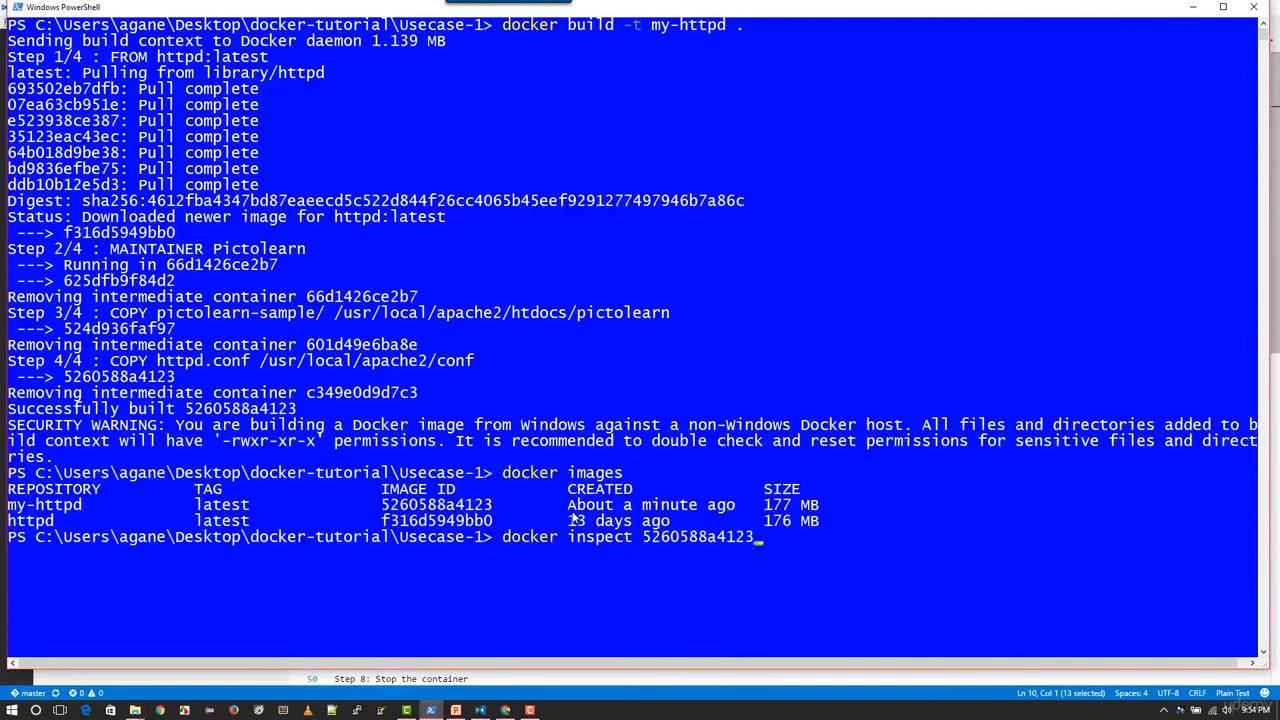 Windows PowerShell
PS C:\Users\agane\Desktop\docker-tutorial\Usecase-1> docker build -t my-httpd .
Sending build context to Docker daemon 1.139 MB
Step 1/4 : FROM httpd:latest
latest: Pulling from library/httpd
693502eb7dfb: Pull complete
07ea63cb951e: Pull complete
e523938ce387: Pull complete
35123eac43ec: Pull complete
64b018d9be38: Pull complete
bd9836efbe75: Pull complete
ddb10b12e5d3: Pull complete
Digest: sha256:4612fba4347bd87eaeecd5c522d844f26cc4065b45eef9291277497946b7a86c
Status: Downloaded newer image for httpd:latest
---> f316d5949bb0
Step 2/4 : MAINTAINER Pictolearn
---> Running in 66d1426ce2b7
---> 625dfb9f84d2
Removing intermediate container 66d1426ce2b7
Step 3/4 : COPY pictolearn-sample/ /usr/local/apache2/htdocs/pictolearn
---> 524d936faf97
Removing intermediate container 601d49e6ba8e
Step 4/4 : COPY httpd.conf /usr/local/apache2/conf
---> 5260588a4123
Removing intermediate container c349e0d9d7c3
Successfully built 5260588a4123
SECURITY WARNING: You are building a Docker image from Windows against a non-Windows Docker host. All files and directories added to b
ild context will have '-rwxr-xr-x' permissions. It is recommended to double check and reset permissions for sensitive files and direct
ries.
PS C:\Users\agane\Desktop\docker-tutorial\Usecase-1> docker images
REPOSITORY TAG IMAGE ID CREATED SIZE
my-httpd latest 5260588a4123 About a minute ago 177 MB
httpd latest f316d5949bb0 13 days ago 176 MB
PS C:\Users\agane\Desktop\docker-tutorial\Usecase-1> docker inspect 5260588a4123
50 Step 8: Stop the container
master 0 0 Ln 10, Col 1 (13 selected) Spaces: 4 UTF-8 CRLF Plain Text
9:54 PM
udemy